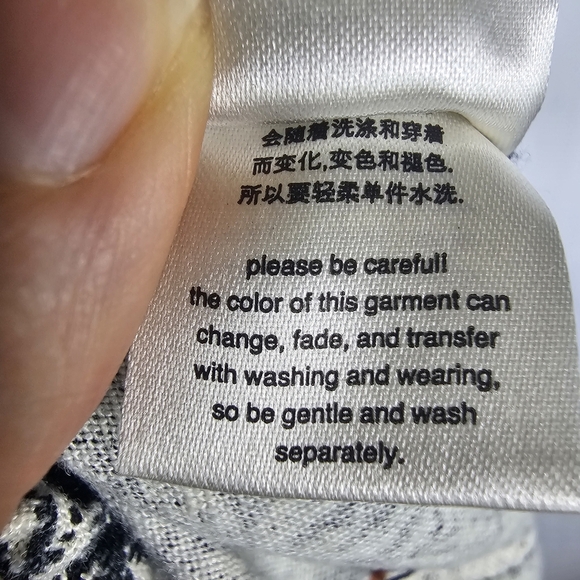 会随着洗涤和穿着
而变化,变色和褪色.
所以要轻柔单件水洗.
please be careful!
the color of this garment can
change, fade, and transfer
with washing and wearing,
so be gentle and wash
separately.